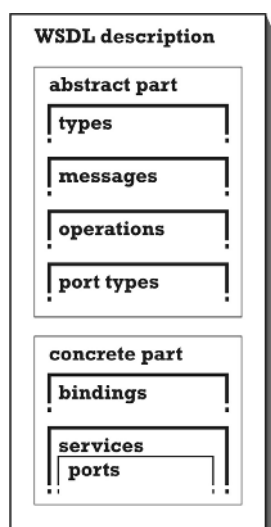 WSDL description
abstract part
types
messages
operations
port types
concrete part
bindings
services
ports